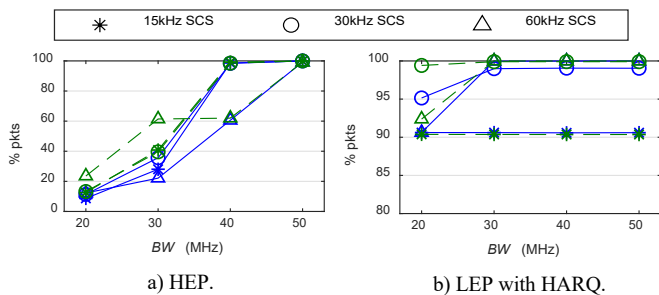 15kHz SCS 30kHz SCS 60kHz SCS
% pkts
100
80
60
40
20
0
20 30 40 50
BW (MHz)
a) HEP.
% pkts
100
95
90
85
80
20 30 40 50
BW (MHz)
b) LEP with HARQ.